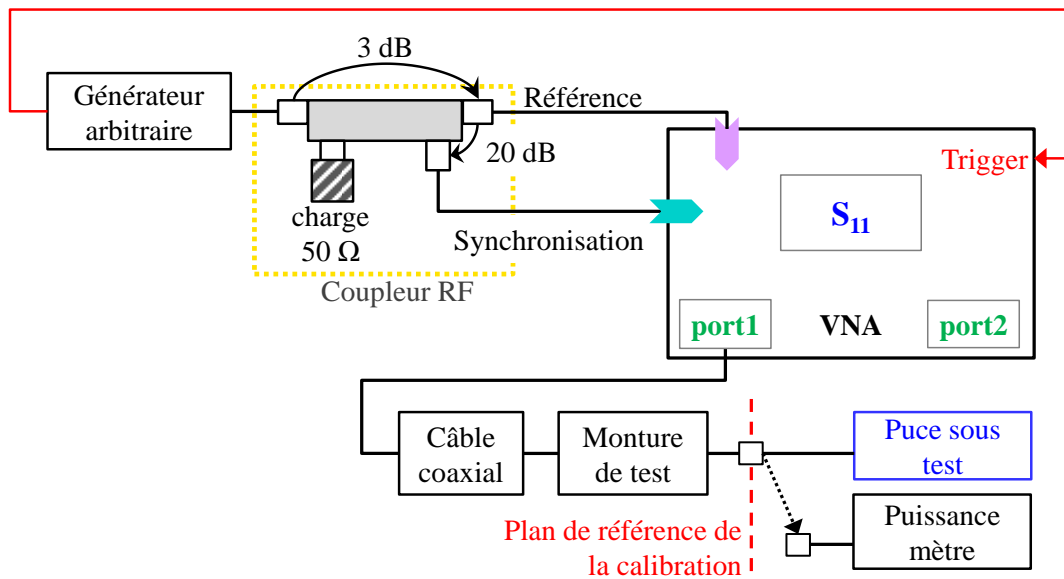 3 dB
Générateur
arbitraire
Référence
20 dB
Trigger
charge
50 Ω
Synchronisation
S11
Coupleur RF
port1
VNA
port2
Câble
coaxial
Monture
de test
Puce sous
test
Plan de référence de
la calibration
Puissance
mètre